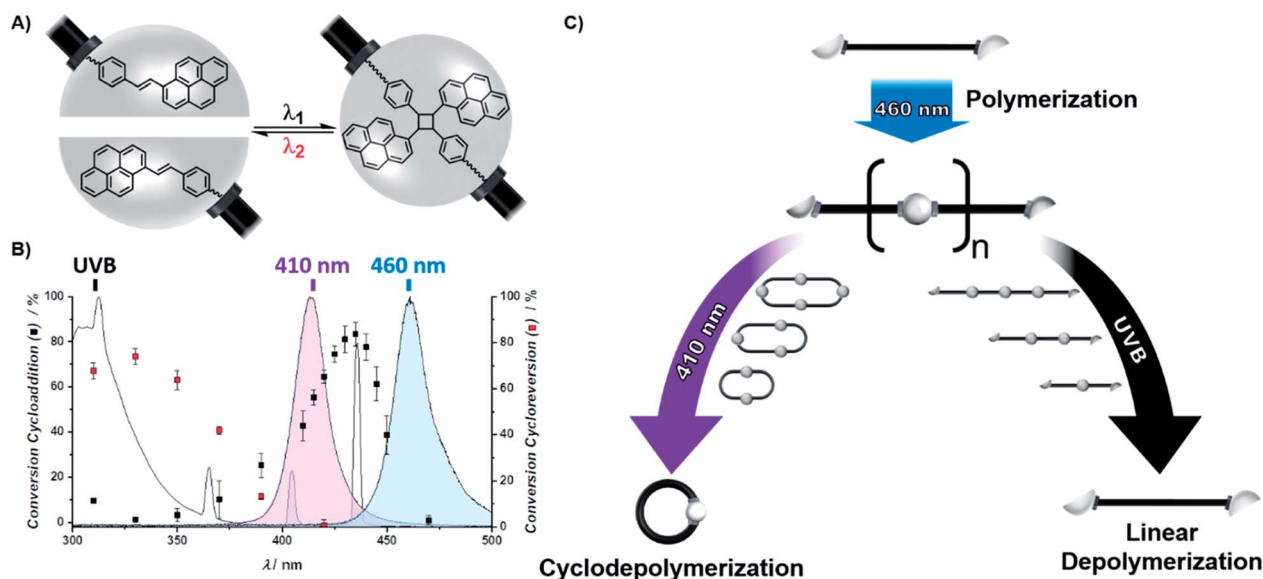 A)
λ1
λ2
B)
UVB
410 nm
460 nm
Conversion Cycloaddition (■) / %
100
80
60
40
20
0
100
80
60
40
20
0
Conversion Cycloreversion (■) / %
300
350
400
450
500
λ/ nm
C)
460 nm
Polymerization
n
410 nm
UVB
Cyclodepolymerization
Linear
Depolymerization